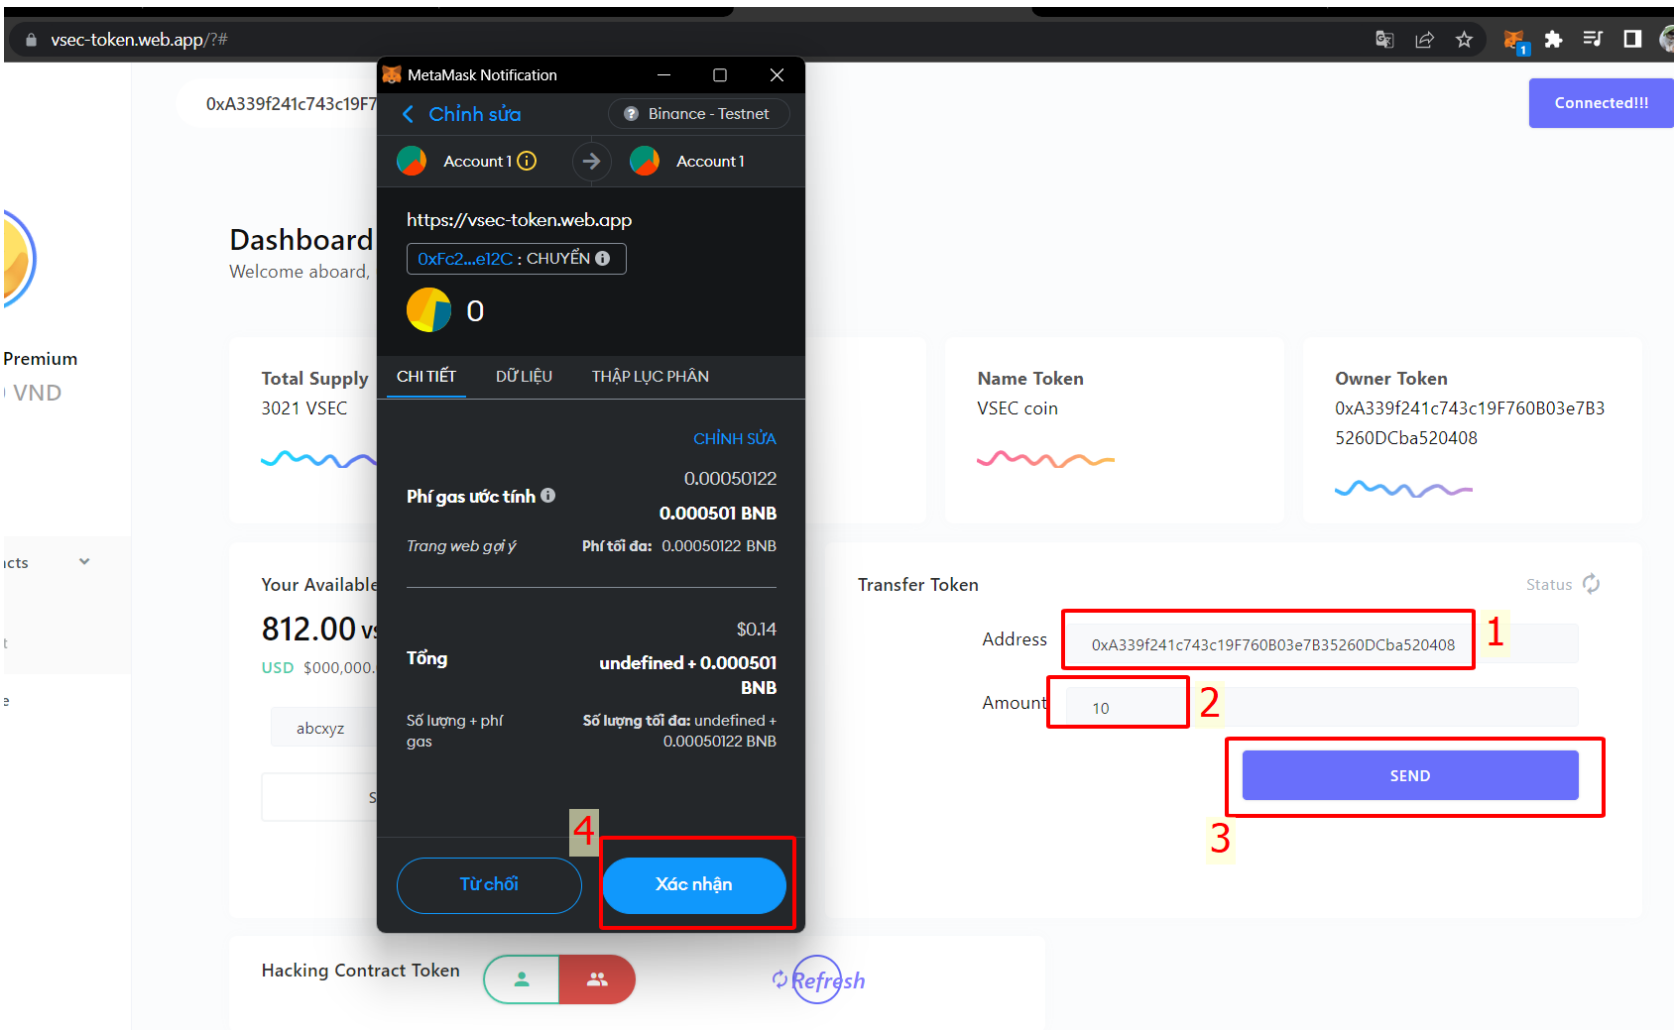 vsec-token.web.app/?#
1
MetaMask Notification
0xA339f241c743c19F7
Connected!!!
Chỉnh sửa
Binance - Testnet
Account 1
Account 1
https://vsec-token.web.app
0xFc2...e12C : CHUYỂN
0
Dashboard
Welcome aboard,
Premium
VND
CHI TIẾT
DỮ LIỆU
THẬP LỤC PHÂN
Total Supply
3021 VSEC
Name Token
VSEC coin
Owner Token
0xA339f241c743c19F760B03e7B3
5260DCba520408
CHỈNH SỬA
Phí gas ước tính
0.00050122
0.000501 BNB
Trang web gợi ý
Phí tối đa: 0.00050122 BNB
Your Available
812.00
USD $000,000.
abcxyz
Tổng
$0.14
undefined + 0.000501
BNB
Số lượng + phí
gas
Số lượng tối đa: undefined +
0.00050122 BNB
Từ chối
4
Xác nhận
Transfer Token
Status
Address
0xA339f241c743c19F760B03e7B35260DCba520408
1
Amount
10
2
SEND
3
Hacking Contract Token
Refresh